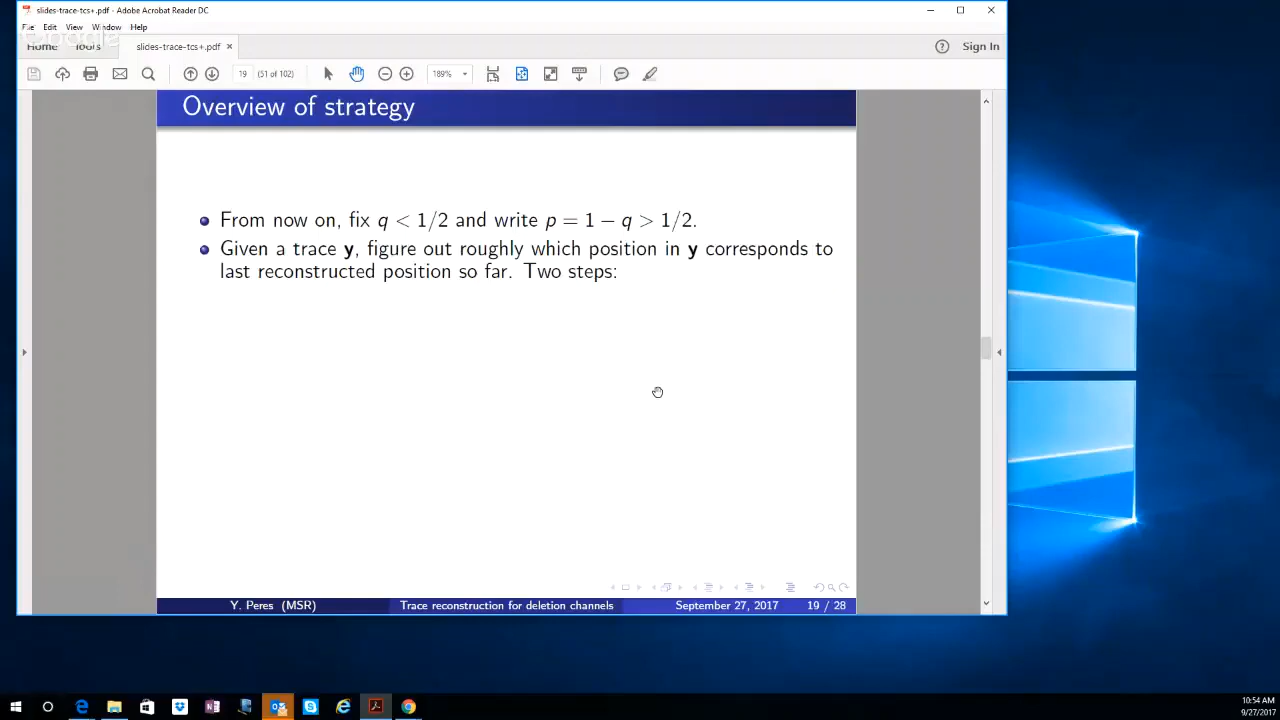 slides-trace-tcs+.pdf - Adobe Acrobat Reader DC
File Edit View Window Help
Home Tools slides-trace-tcs+.pdf × ? Sign In
19 (51 of 102) 189%
Overview of strategy
From now on, fix q < 1/2 and write p = 1 − q > 1/2.
Given a trace y, figure out roughly which position in y corresponds to
last reconstructed position so far. Two steps:
Y. Peres (MSR) Trace reconstruction for deletion channels September 27, 2017 19 / 28
10:54 AM
9/27/2017